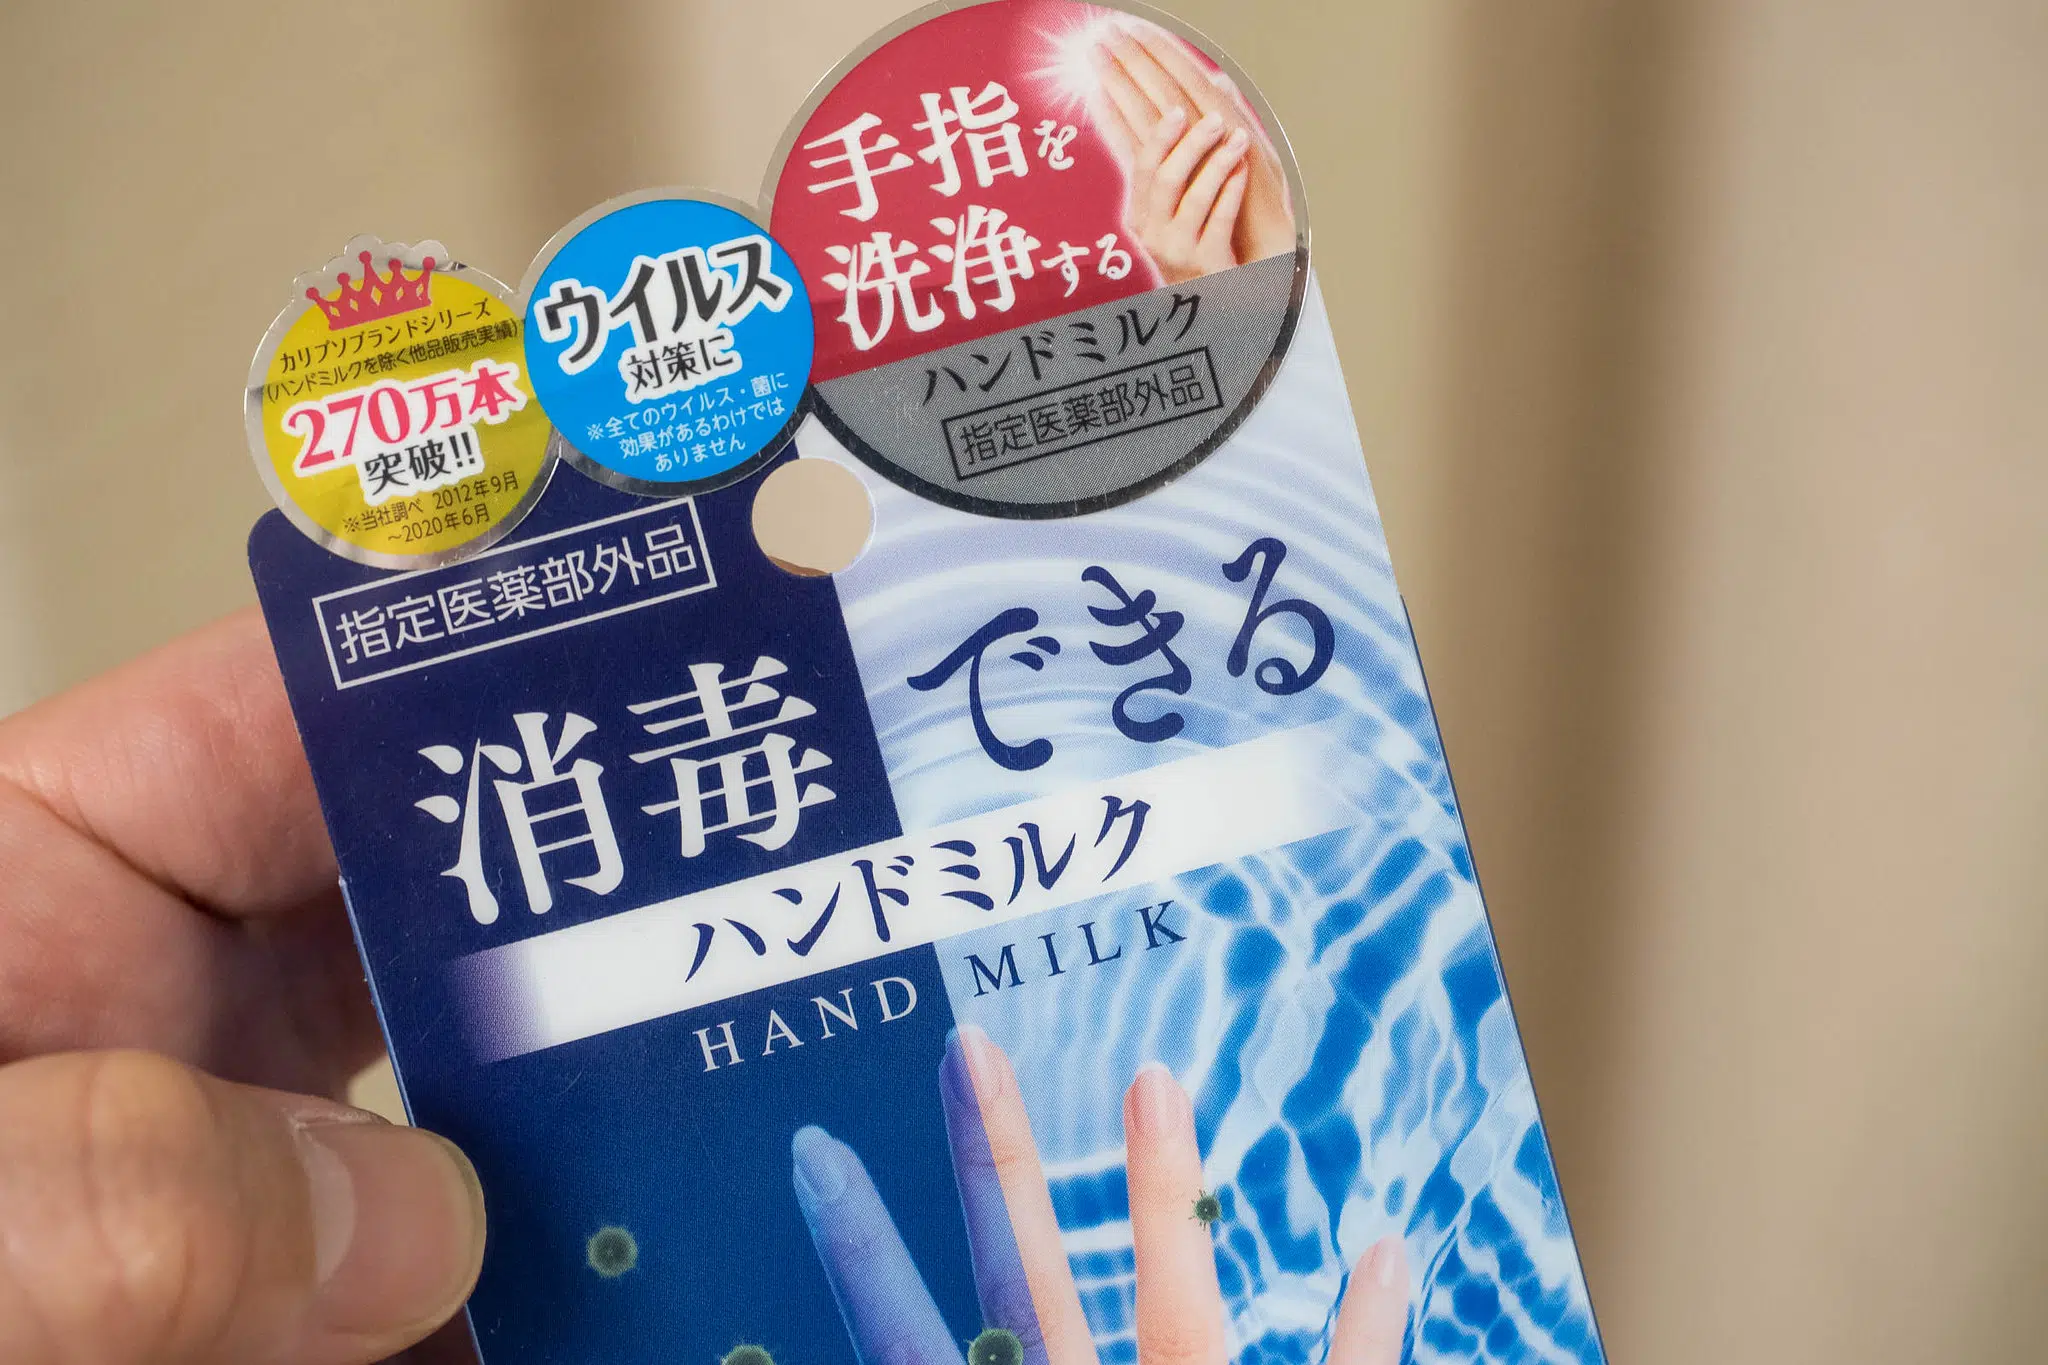 手指を
洗浄する
ハンドミルク
指定医薬部外品
ウイルス
対策に
※全てのウイルス・菌に
効果があるわけでは
ありません
カリプソブランドシリーズ
(ハンドミルクを除く他品販売実績)
270万本
突破!!
※当社調べ 2012年9月
～2020年6月
指定医薬部外品
消毒できる
ハンドミルク
HAND MILK